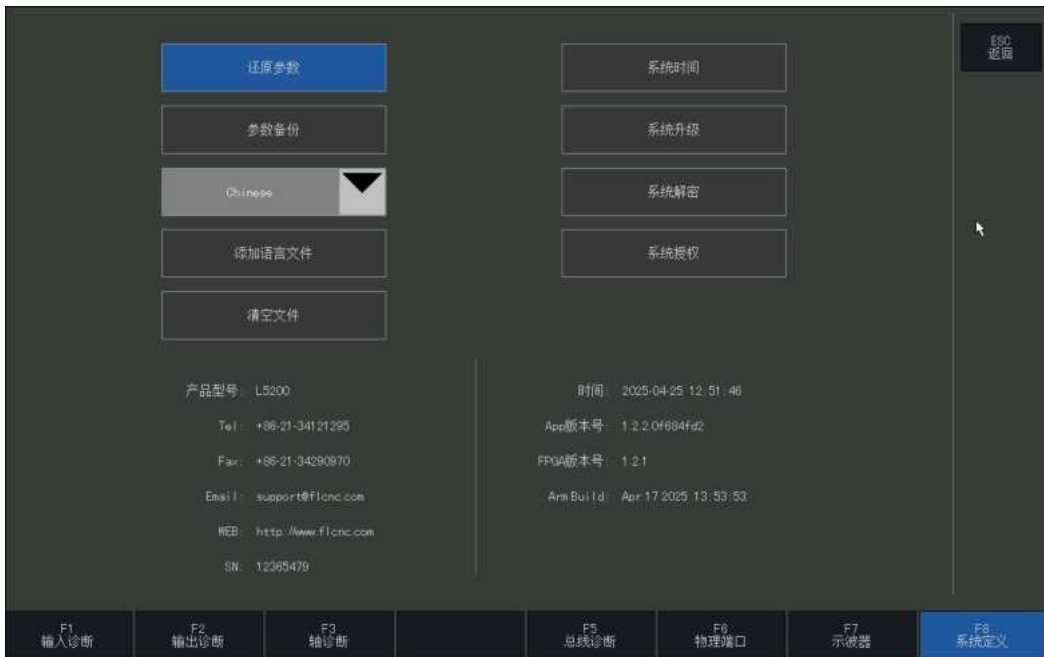 还原参数
系统时间
ESC
返回
参数备份
系统升级
Chinese
系统解密
添加语言文件
系统授权
清空文件
产品型号: L5200
时间: 2025-04-25 12:51:46
Tel: +86-21-34121295
App版本号: 1.2.2.0f684fd2
Fax: +86-21-34290970
FPGA版本号: 1.2.1
Email: support@flcnc.com
Arm Build: Apr 17 2025 13:53:53
WEB: http://www.flcnc.com
SN: 12365479
F1
输入诊断
F2
输出诊断
F3
轴诊断
F5
总线诊断
F6
物理端口
F7
示波器
F8
系统定义